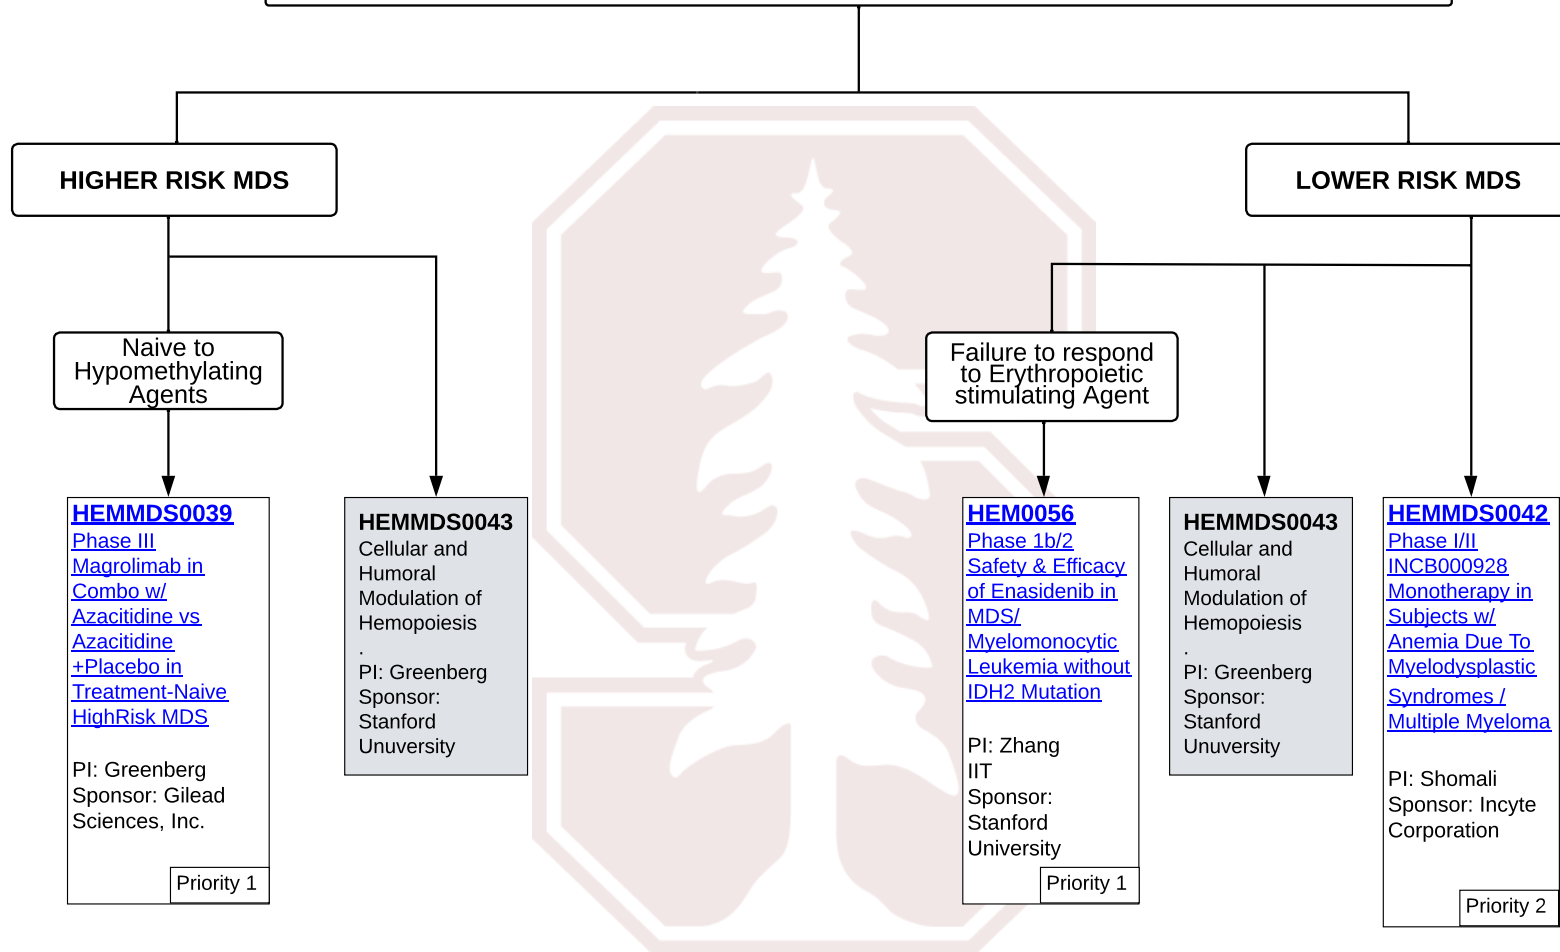 HIGHER RISK MDS
LOWER RISK MDS
Naive to
Hypomethylating
Agents
Failure to respond
to Erythropoietic
stimulating Agent
HEMMDS0039
Phase III
Magrolimab in
Combo w/
Azacitidine vs
Azacitidine
+Placebo in
Treatment-Naive
HighRisk MDS
PI: Greenberg
Sponsor: Gilead
Sciences, Inc.
Priority 1
HEMMDS0043
Cellular and
Humoral
Modulation of
Hemopoiesis
.
PI: Greenberg
Sponsor:
Stanford
Unuversity
HEM0056
Phase 1b/2
Safety & Efficacy
of Enasidenib in
MDS/
Myelomonocytic
Leukemia without
IDH2 Mutation
PI: Zhang
IIT
Sponsor:
Stanford
University
Priority 1
HEMMDS0043
Cellular and
Humoral
Modulation of
Hemopoiesis
.
PI: Greenberg
Sponsor:
Stanford
Unuversity
HEMMDS0042
Phase I/II
INCB000928
Monotherapy in
Subjects w/
Anemia Due To
Myelodysplastic
Syndromes /
Multiple Myeloma
PI: Shomali
Sponsor: Incyte
Corporation
Priority 2